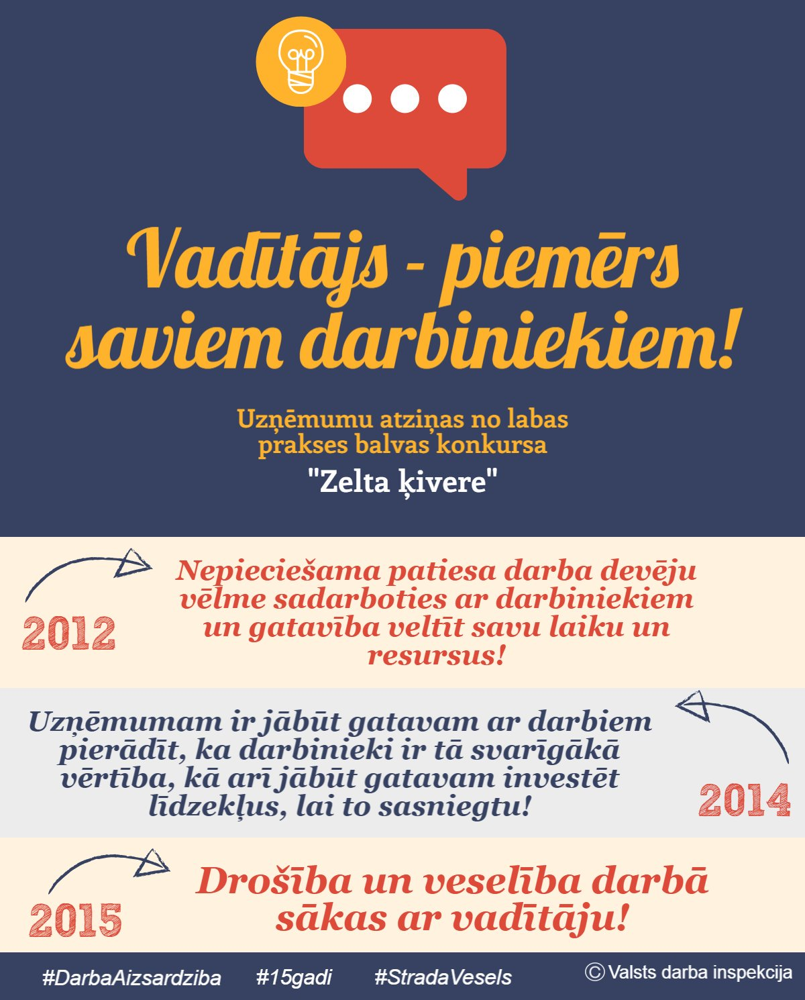 Vadītājs - piemērs
saviem darbiniekiem!
Uzņēmumu atziņas no labas
prakses balvas konkursa
"Zelta ķivere"
2012
Nepieciešama patiesa darba devēju
vēlme sadarboties ar darbiniekiem
un gatavība veltīt savu laiku un
resursus!
Uzņēmumam ir jābūt gatavam ar darbiem
pierādīt, ka darbinieki ir tā svarīgākā
vērtība, kā arī jābūt gatavam investēt
līdzekļus, lai to sasniegtu!
2014
2015
Drošība un veselība darbā
sākas ar vadītāju!
#DarbaAizsardziba #15gadi #StradaVesels © Valsts darba inspekcija